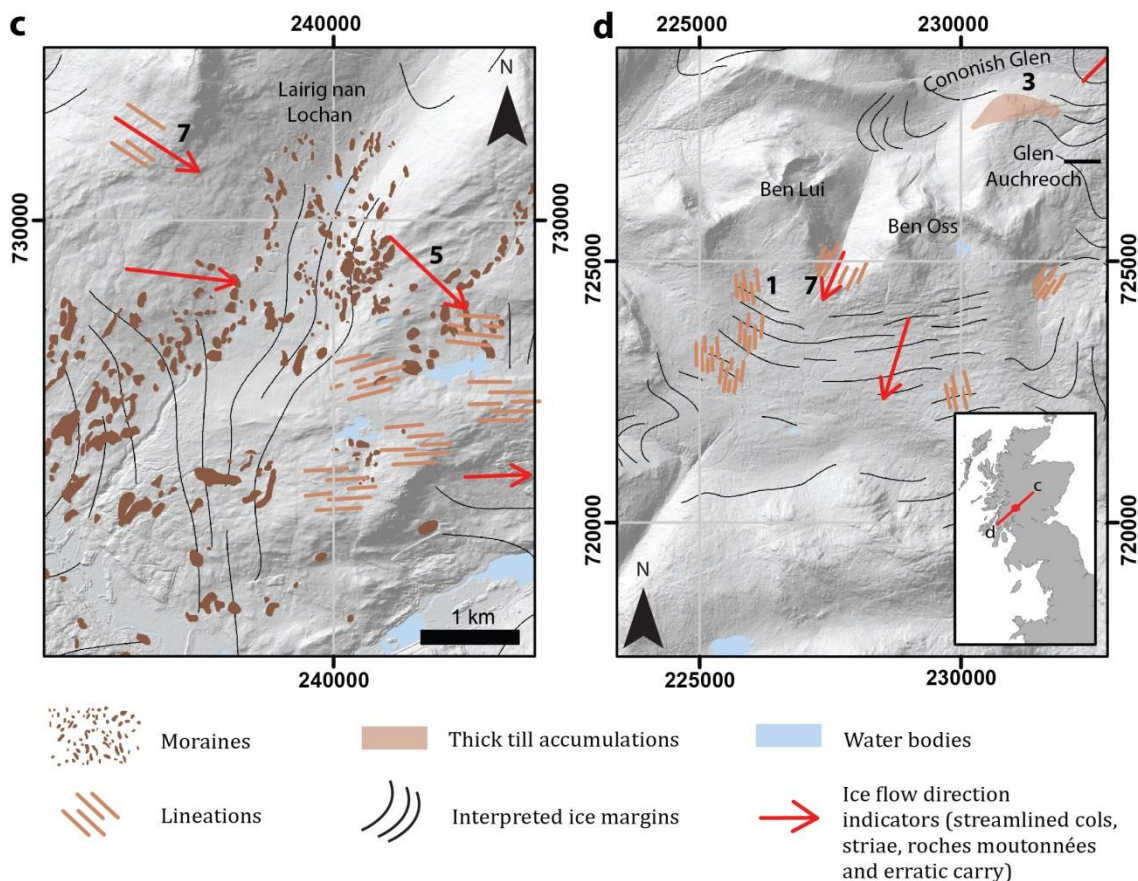 c
240000
Lairig nan
Lochan
N
7
730000
730000
5
1 km
240000
d
225000
230000
Cononish Glen
3
Glen
Auchreoch
Ben Lui
Ben Oss
725000
725000
1
7
720000
720000
c
d
N
225000
230000
Moraines
Thick till accumulations
Water bodies
Lineations
Interpreted ice margins
Ice flow direction
indicators (streamlined cols,
striae, roches moutonnées
and erratic carry)